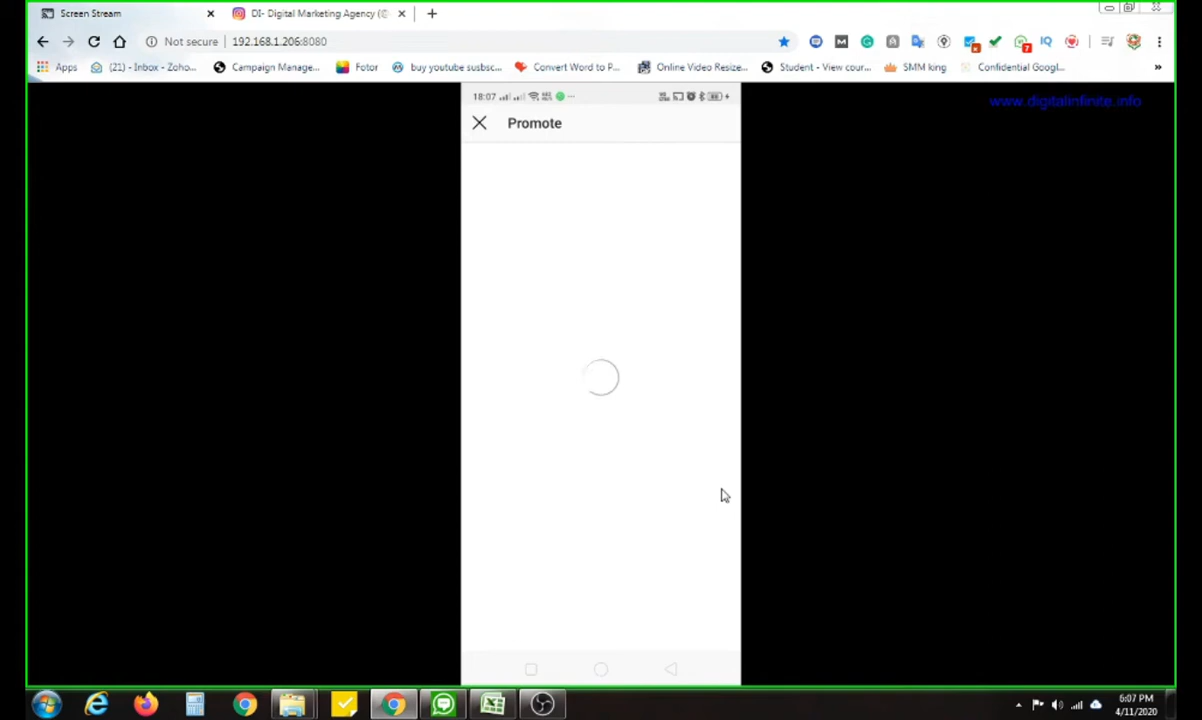 Screen Stream
DI- Digital Marketing Agency (@
Not secure 192.168.1.206:8080
Apps (21) - Inbox - Zoho... Campaign Manage... Fotor buy youtube susbsc... Convert Word to P... Online Video Resize... Student - View cour... SMM king Confidential Googl... »
www.digitalinfinite.info
18:07
Promote
6:07 PM
4/11/2020